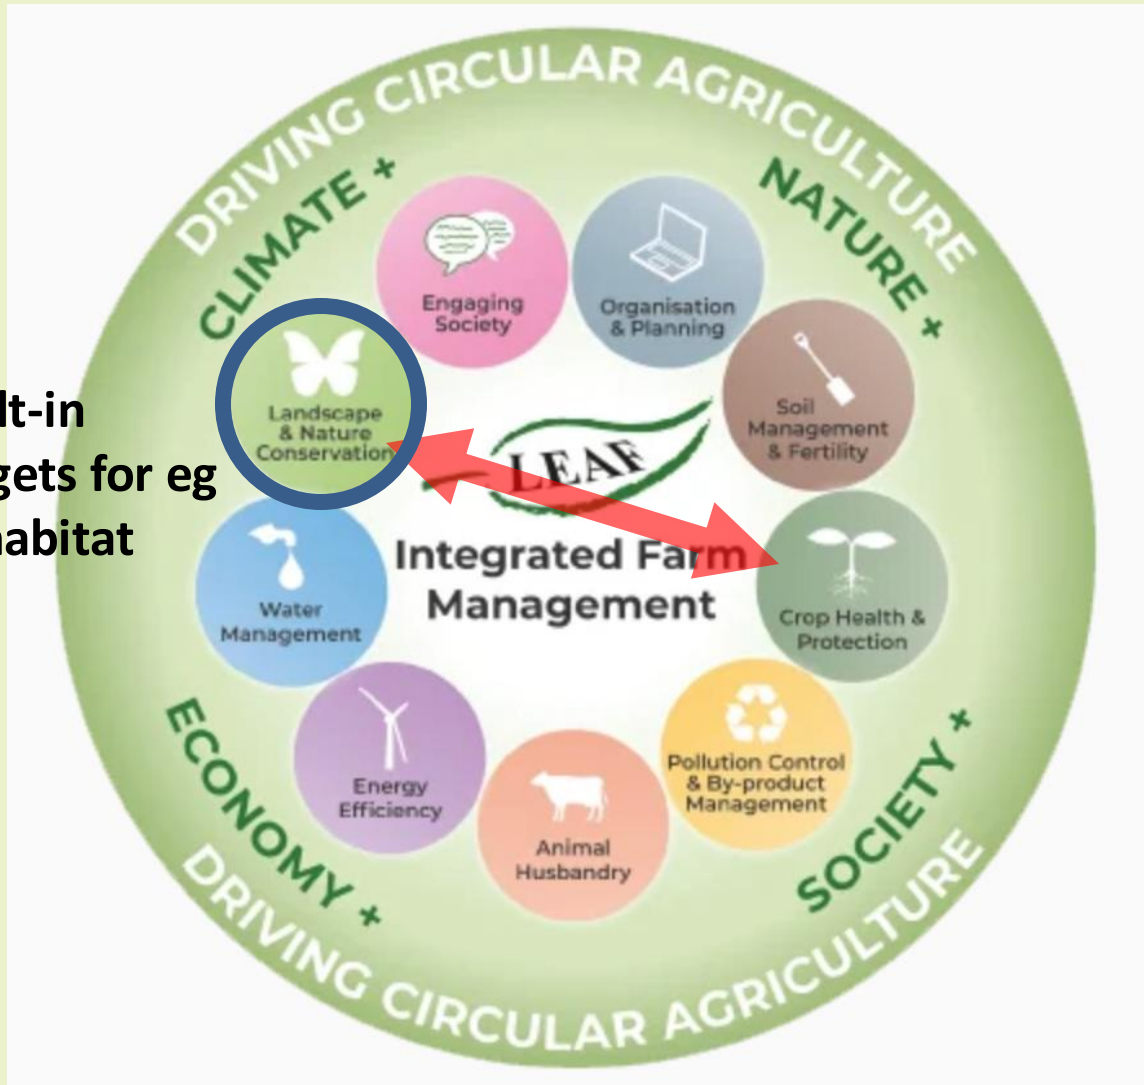 DRIVING CIRCULAR AGRICULTURE
CLIMATE +
NATURE +
Engaging
Society
Organisation
& Planning
Landscape
& Nature
Conservation
Soil
Management
& Fertility
lt-in
gets for eg
habitat
LEAF
Integrated Farm
Management
Water
Management
Crop Health &
Protection
Energy
Efficiency
Pollution Control
& By-product
Management
Animal
Husbandry
ECONOMY +
SOCIETY +
DRIVING CIRCULAR AGRICULTURE